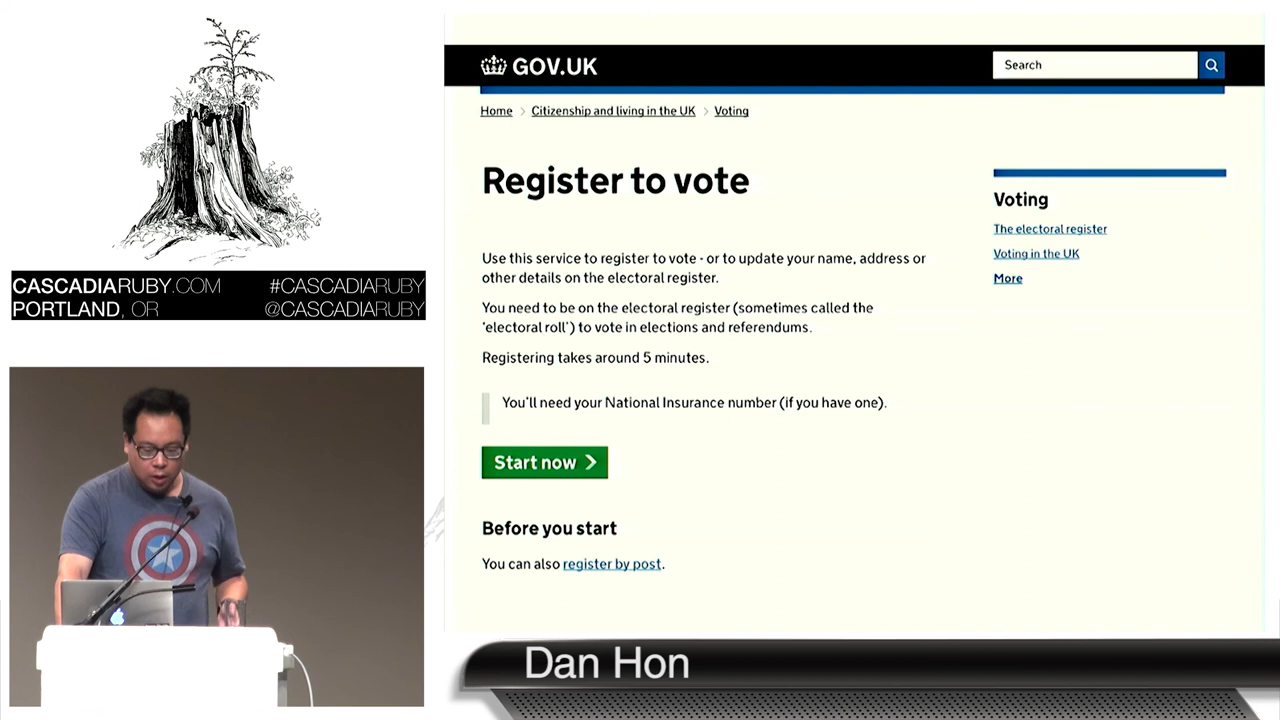 CASCADIARUBY.COM #CASCADIARUBY
PORTLAND, OR @CASCADIARUBY
GOV.UK
Search
Home > Citizenship and living in the UK > Voting
Register to vote
Use this service to register to vote - or to update your name, address or
other details on the electoral register.
You need to be on the electoral register (sometimes called the
‘electoral roll’) to vote in elections and referendums.
Registering takes around 5 minutes.
You’ll need your National Insurance number (if you have one).
Start now >
Before you start
You can also register by post.
Voting
The electoral register
Voting in the UK
More
Dan Hon